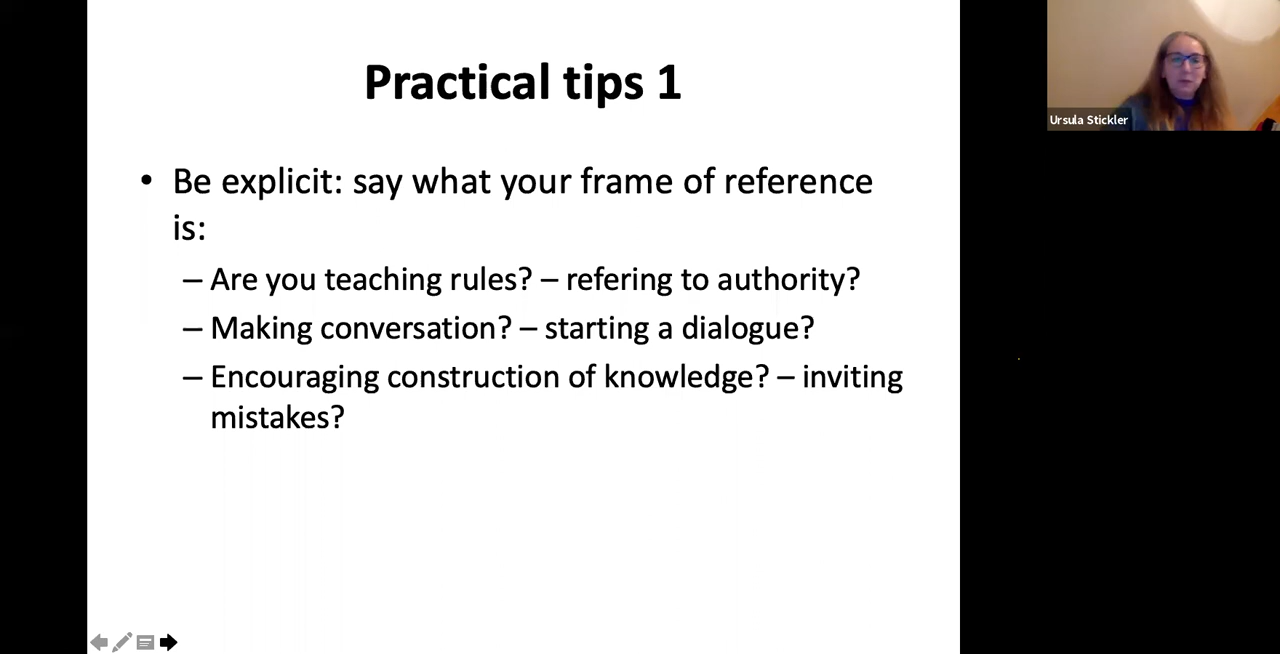 Practical tips 1
• Be explicit: say what your frame of reference
is:
– Are you teaching rules? – refering to authority?
– Making conversation? – starting a dialogue?
– Encouraging construction of knowledge? – inviting
mistakes?
Ursula Stickler